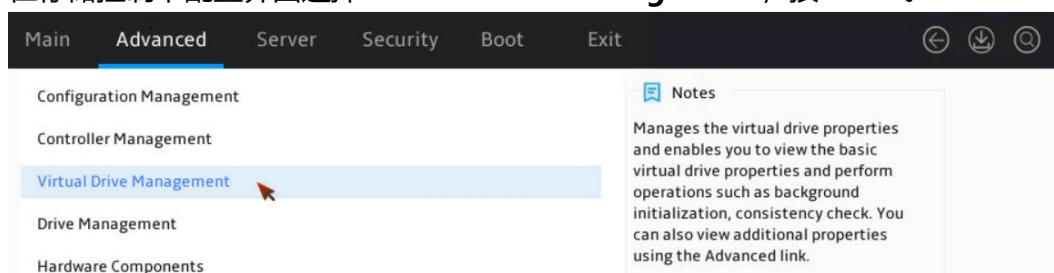 Main Advanced Server Security Boot Exit
Configuration Management
Controller Management
Virtual Drive Management
Drive Management
Hardware Components
Notes
Manages the virtual drive properties
and enables you to view the basic
virtual drive properties and perform
operations such as background
initialization, consistency check. You
can also view additional properties
using the Advanced link.